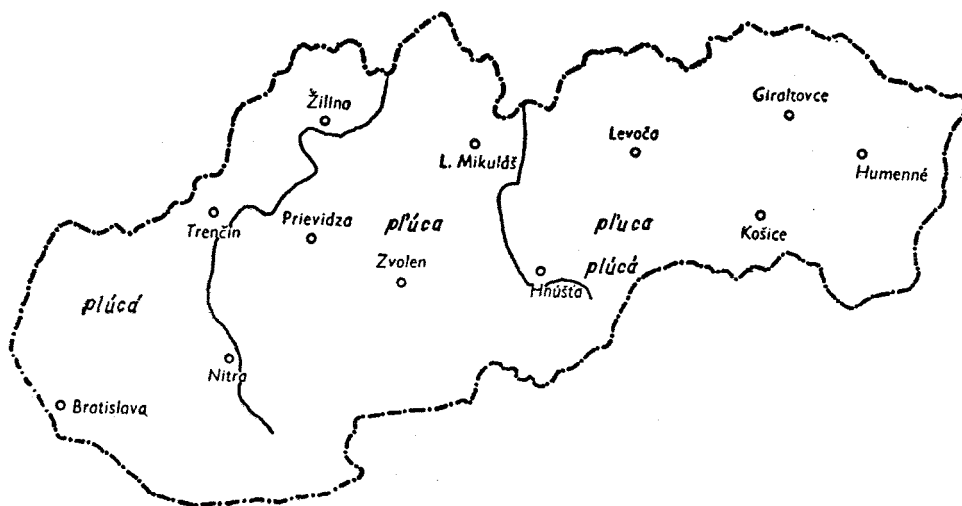 Žilina
Giraltovce
Levoča
L. Mikuláš
Humenné
Trenčín
Prievidza
pľúca
pľuca
Košice
Zvolen
plúcá
Hnúšťa
plúcá
Nitra
Bratislava